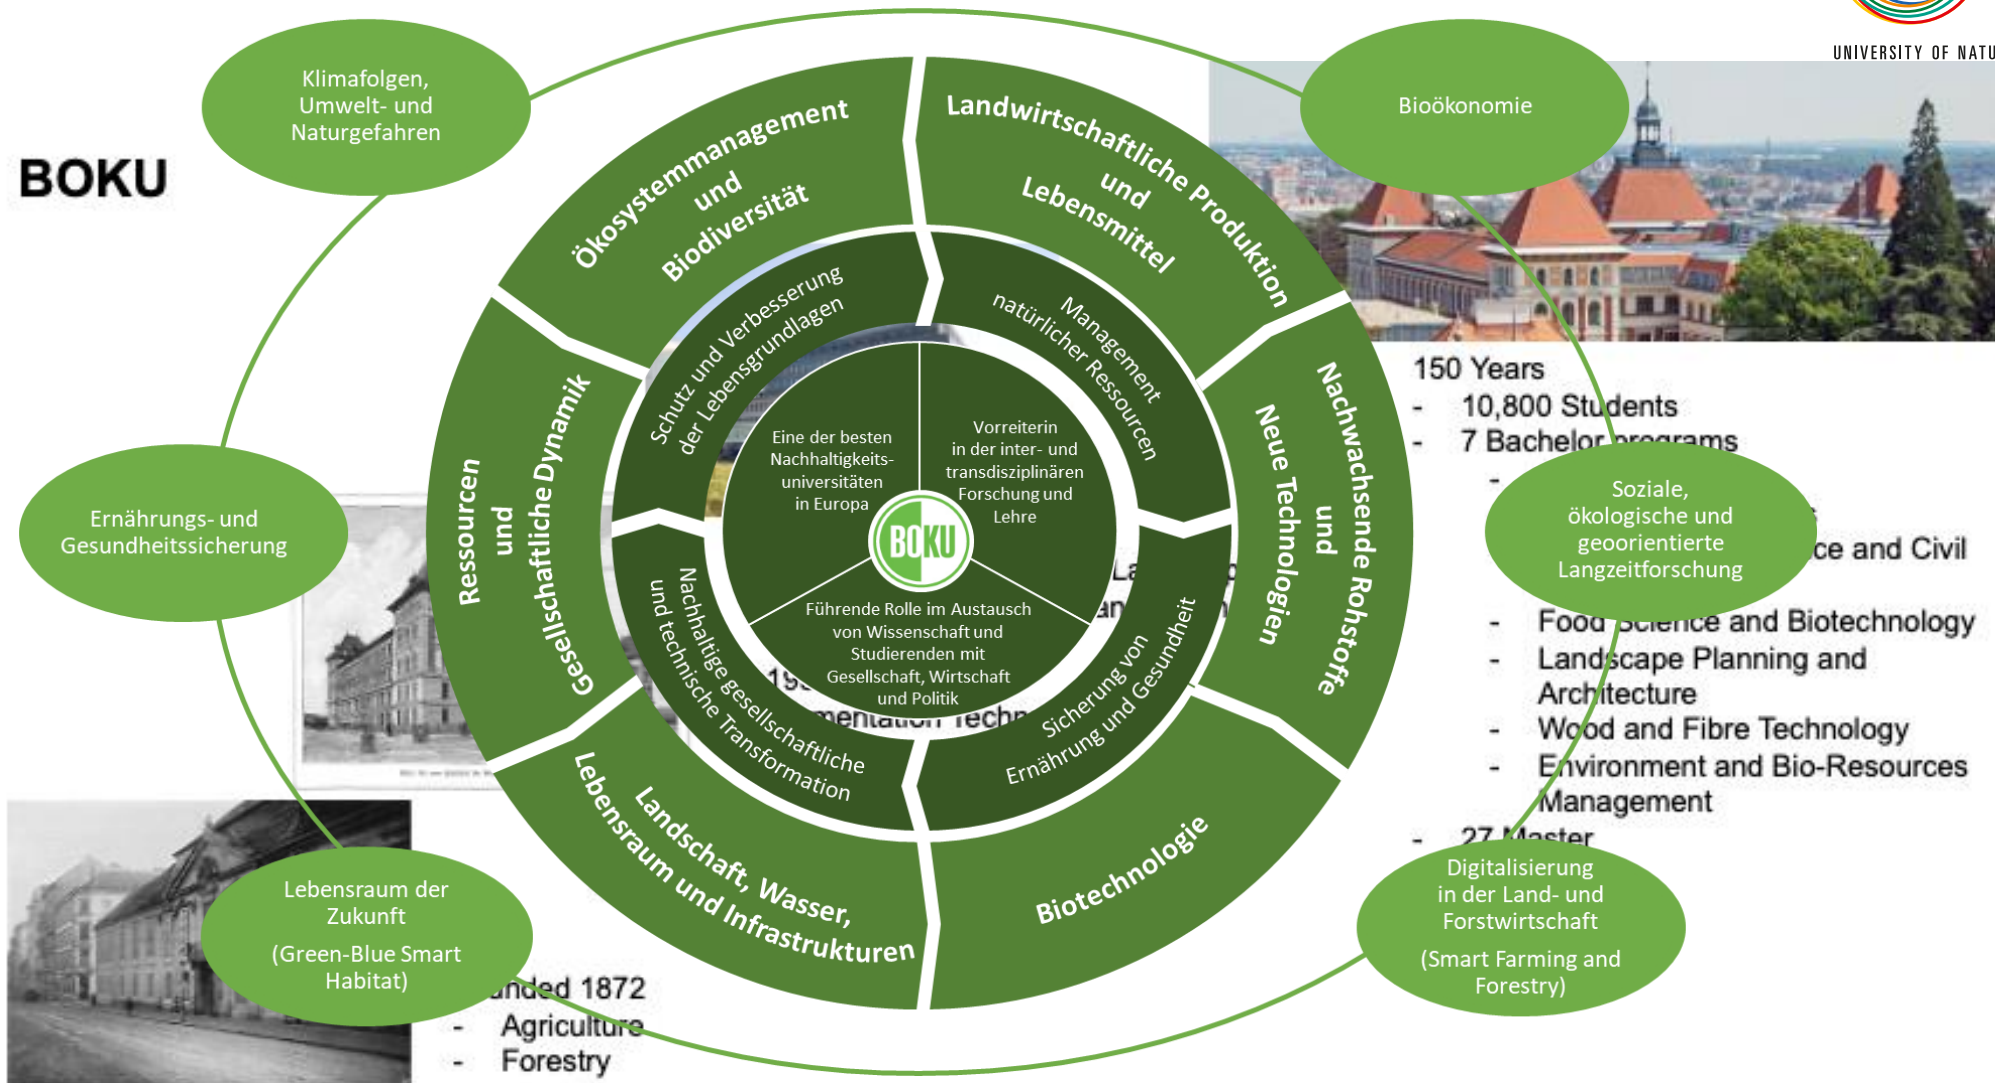 UNIVERSITY OF
BOKU
Klimafolgen,
Umwelt- und
Naturgefahren
Bioökonomie
Ernährungs- und
Gesundheitssicherung
Soziale,
ökologische und
geoorientierte
Langzeitforschung
Lebensraum der
Zukunft
(Green-Blue Smart
Habitat)
Digitalisierung
in der Land- und
Forstwirtschaft
(Smart Farming and
Forestry)
Ökosystemmanagement
und
Biodiversität
Landwirtschaftliche Produktion
und
Lebensmittel
Nachwachsende Rohstoffe
und
Neue Technologien
Biotechnologie
Landschaft, Wasser,
Lebensraum und Infrastrukturen
Ressourcen
und
Gesellschaftliche Dynamik
Schutz und Verbesserung
der Lebensgrundlagen
Management
natürlicher Ressourcen
Sicherung von
Ernährung und Gesundheit
Nachhaltige gesellschaftliche
und technische Transformation
Eine der besten
Nachhaltigkeits-
universitäten
in Europa
Vorreiterin
in der inter- und
transdisziplinären
Forschung und
Lehre
BOKU
Führende Rolle im Austausch
von Wissenschaft und
Studierenden mit
Gesellschaft, Wirtschaft
und Politik
150 Years
- 10,800 Students
- 7 Bachelor programs
-
and Civil
- Food Science and Biotechnology
- Landscape Planning and
Architecture
- Wood and Fibre Technology
- Environment and Bio-Resources
Management
- 27 Master
1872
- Agriculture
- Forestry